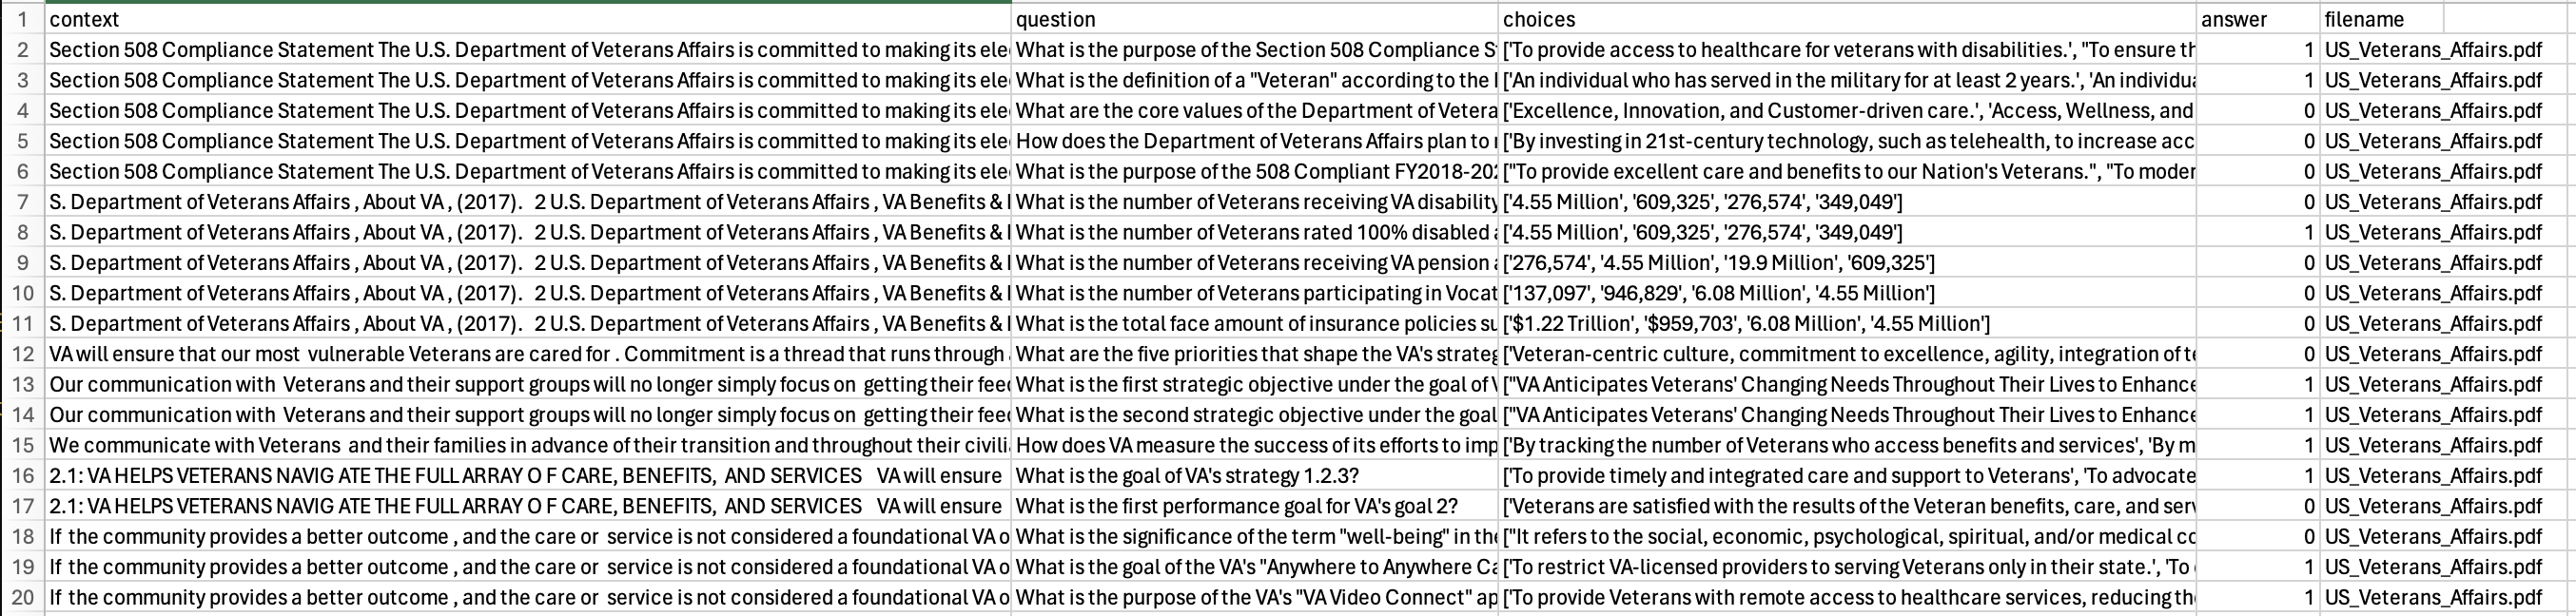 1 context question choices answer filename
2 Section 508 Compliance Statement The U.S. Department of Veterans Affairs is committed to making its ele What is the purpose of the Section 508 Compliance S ['To provide access to healthcare for veterans with disabilities.', "To ensure th 1 US_Veterans_Affairs.pdf
3 Section 508 Compliance Statement The U.S. Department of Veterans Affairs is committed to making its ele What is the definition of a "Veteran" according to the ['An individual who has served in the military for at least 2 years.', 'An individua 1 US_Veterans_Affairs.pdf
4 Section 508 Compliance Statement The U.S. Department of Veterans Affairs is committed to making its ele What are the core values of the Department of Vetera ['Excellence, Innovation, and Customer-driven care.', 'Access, Wellness, and 0 US_Veterans_Affairs.pdf
5 Section 508 Compliance Statement The U.S. Department of Veterans Affairs is committed to making its ele How does the Department of Veterans Affairs plan to ['By investing in 21st-century technology, such as telehealth, to increase acc 0 US_Veterans_Affairs.pdf
6 Section 508 Compliance Statement The U.S. Department of Veterans Affairs is committed to making its ele What is the purpose of the 508 Compliant FY2018-202 ["To provide excellent care and benefits to our Nation's Veterans.", "To moder 0 US_Veterans_Affairs.pdf
7 S. Department of Veterans Affairs , About VA , (2017). 2 U.S. Department of Veterans Affairs , VA Benefits & What is the number of Veterans receiving VA disability ['4.55 Million', '609,325', '276,574', '349,049'] 0 US_Veterans_Affairs.pdf
8 S. Department of Veterans Affairs , About VA , (2017). 2 U.S. Department of Veterans Affairs , VA Benefits & What is the number of Veterans rated 100% disabled ['4.55 Million', '609,325', '276,574', '349,049'] 1 US_Veterans_Affairs.pdf
9 S. Department of Veterans Affairs , About VA , (2017). 2 U.S. Department of Veterans Affairs , VA Benefits & What is the number of Veterans receiving VA pension ['276,574', '4.55 Million', '19.9 Million', '609,325'] 0 US_Veterans_Affairs.pdf
10 S. Department of Veterans Affairs , About VA , (2017). 2 U.S. Department of Veterans Affairs , VA Benefits & What is the number of Veterans participating in Vocat ['137,097', '946,829', '6.08 Million', '4.55 Million'] 0 US_Veterans_Affairs.pdf
11 S. Department of Veterans Affairs , About VA , (2017). 2 U.S. Department of Veterans Affairs , VA Benefits & What is the total face amount of insurance policies su ['$1.22 Trillion', '$959,703', '6.08 Million', '4.55 Million'] 0 US_Veterans_Affairs.pdf
12 VA will ensure that our most vulnerable Veterans are cared for . Commitment is a thread that runs through What are the five priorities that shape the VA's strateg ['Veteran-centric culture, commitment to excellence, agility, integration of te 0 US_Veterans_Affairs.pdf
13 Our communication with Veterans and their support groups will no longer simply focus on getting their feed What is the first strategic objective under the goal of V ["VA Anticipates Veterans' Changing Needs Throughout Their Lives to Enhance 1 US_Veterans_Affairs.pdf
14 Our communication with Veterans and their support groups will no longer simply focus on getting their feed What is the second strategic objective under the goal ["VA Anticipates Veterans' Changing Needs Throughout Their Lives to Enhance 1 US_Veterans_Affairs.pdf
15 We communicate with Veterans and their families in advance of their transition and throughout their civili How does VA measure the success of its efforts to imp ['By tracking the number of Veterans who access benefits and services', 'By m 1 US_Veterans_Affairs.pdf
16 2.1: VA HELPS VETERANS NAVIG ATE THE FULL ARRAY O F CARE, BENEFITS, AND SERVICES VA will ensure What is the goal of VA's strategy 1.2.3? ['To provide timely and integrated care and support to Veterans', 'To advocate 1 US_Veterans_Affairs.pdf
17 2.1: VA HELPS VETERANS NAVIG ATE THE FULL ARRAY O F CARE, BENEFITS, AND SERVICES VA will ensure What is the first performance goal for VA's goal 2? ['Veterans are satisfied with the results of the Veteran benefits, care, and serv 0 US_Veterans_Affairs.pdf
18 If the community provides a better outcome , and the care or service is not considered a foundational VA o What is the significance of the term "well-being" in the ["It refers to the social, economic, psychological, spiritual, and/or medical co 0 US_Veterans_Affairs.pdf
19 If the community provides a better outcome , and the care or service is not considered a foundational VA o What is the goal of the VA's "Anywhere to Anywhere Ca ['To restrict VA-licensed providers to serving Veterans only in their state.', 'To 1 US_Veterans_Affairs.pdf
20 If the community provides a better outcome , and the care or service is not considered a foundational VA o What is the purpose of the VA's "VA Video Connect" ap ['To provide Veterans with remote access to healthcare services, reducing the 1 US_Veterans_Affairs.pdf